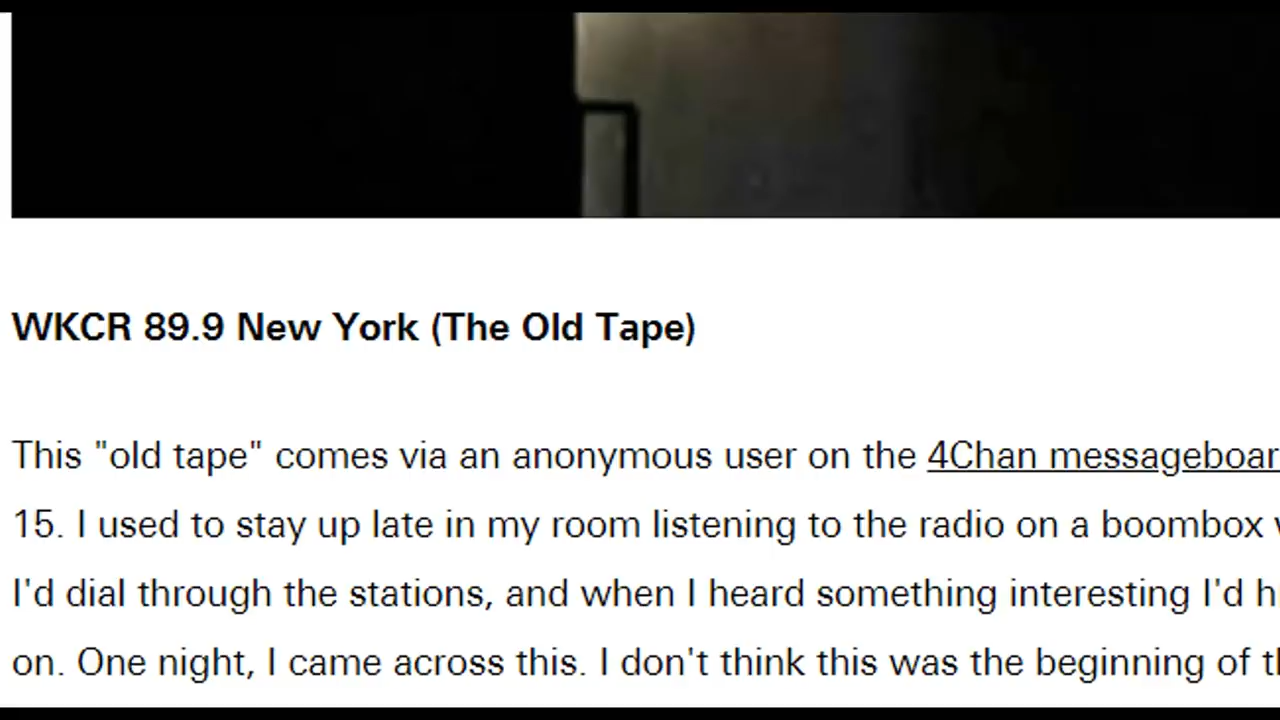 WKCR 89.9 New York (The Old Tape)
This "old tape" comes via an anonymous user on the 4Chan messageboar
15. I used to stay up late in my room listening to the radio on a boombox
I'd dial through the stations, and when I heard something interesting I'd
on. One night, I came across this. I don't think this was the beginning of